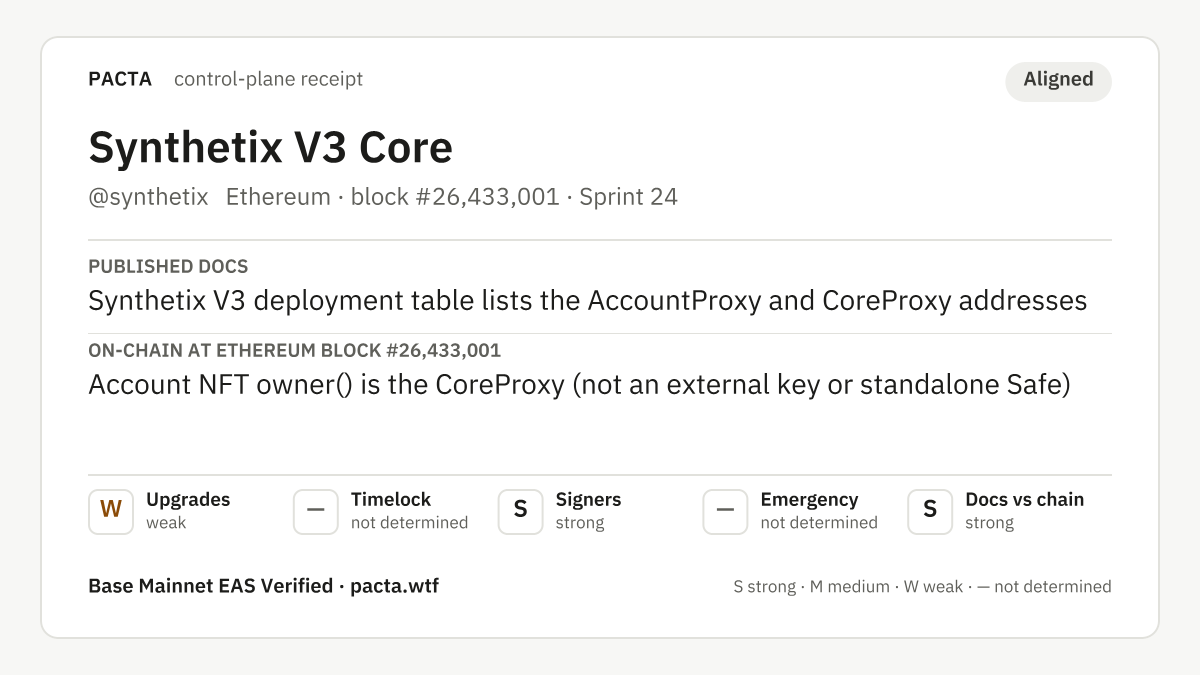 PACTA control-plane receipt
Aligned
Synthetix V3 Core
@synthetix Ethereum · block #26,433,001 · Sprint 24
PUBLISHED DOCS
Synthetix V3 deployment table lists the AccountProxy and CoreProxy addresses
ON-CHAIN AT ETHEREUM BLOCK #26,433,001
Account NFT owner() is the CoreProxy (not an external key or standalone Safe)
W Upgrades
weak
— Timelock
not determined
S Signers
strong
— Emergency
not determined
S Docs vs chain
strong
Base Mainnet EAS Verified · pacta.wtf
S strong · M medium · W weak · — not determined